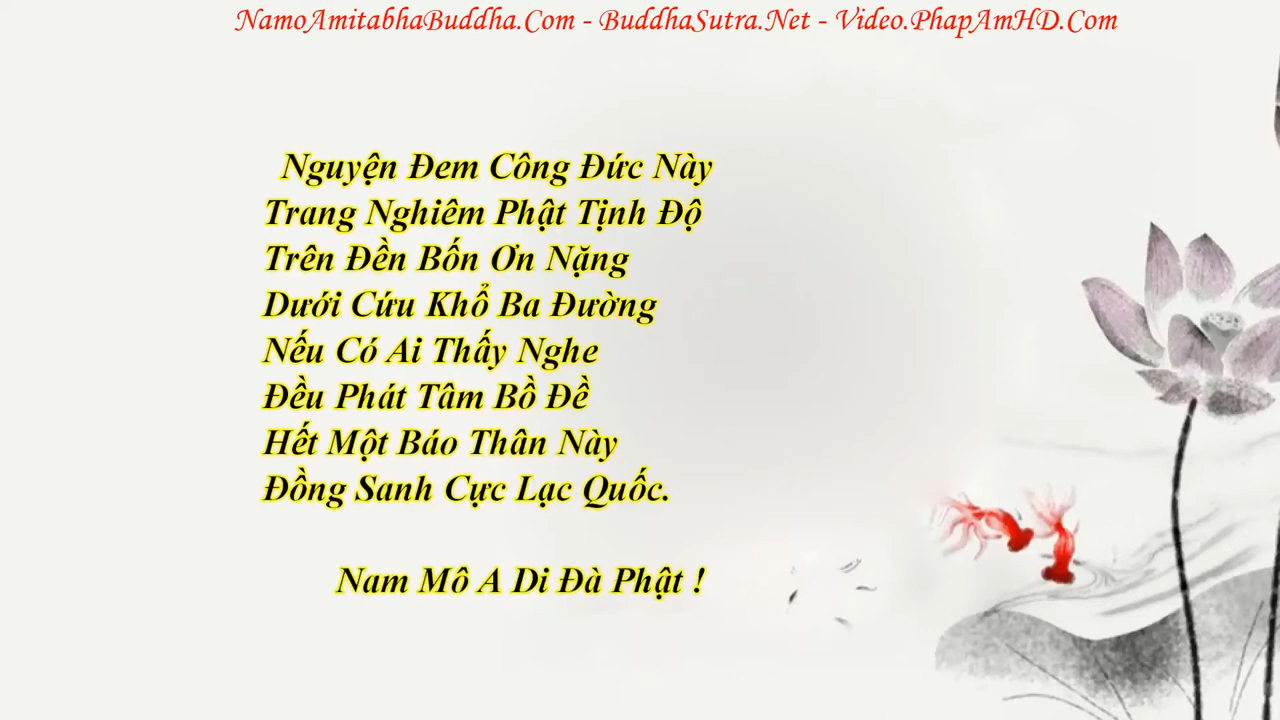 NamoAmitabhaBuddha.Com - BuddhaSutra.Net - Video.PhapAmHD.Com
Nguyện Đem Công Đức Này
Trang Nghiêm Phật Tịnh Độ
Trên Đền Bốn Ơn Nặng
Dưới Cứu Khổ Ba Đường
Nếu Có Ai Thấy Nghe
Đều Phát Tâm Bồ Đề
Hết Một Báo Thân Này
Đồng Sanh Cực Lạc Quốc.
Nam Mô A Di Đà Phật !